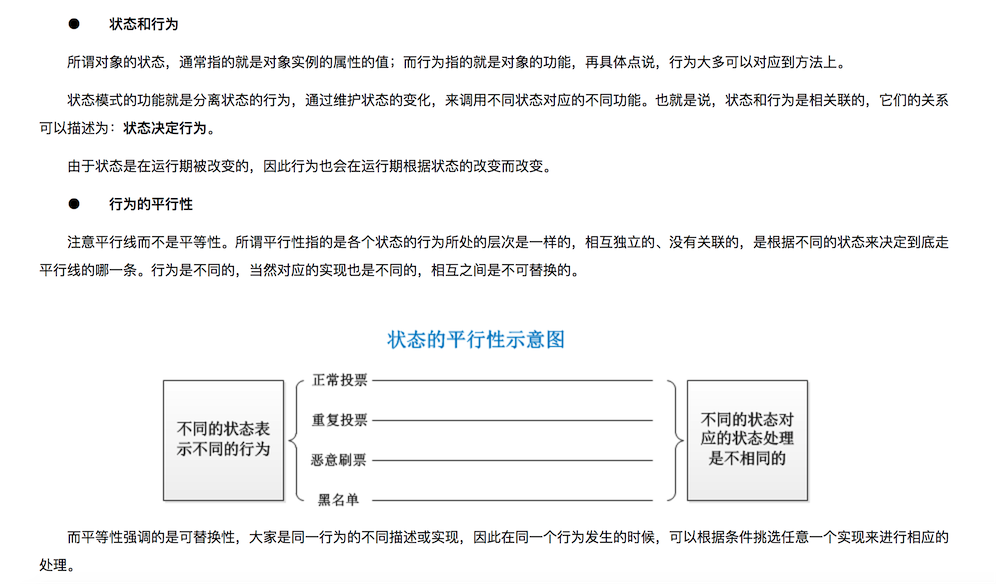 ● 状态和行为
所谓对象的状态，通常指的就是对象实例的属性的值；而行为指的就是对象的功能，再具体点说，行为大多可以对应到方法上。
状态模式的功能就是分离状态的行为，通过维护状态的变化，来调用不同状态对应的不同功能。也就是说，状态和行为是相关联的，它们的关系
可以描述为：状态决定行为。
由于状态是在运行期被改变的，因此行为也会在运行期根据状态的改变而改变。
● 行为的平行性
注意平行线而不是平等性。所谓平行性指的是各个状态的行为所处的层次是一样的，相互独立的、没有关联的，是根据不同的状态来决定到底走
平行线的哪一条。行为是不同的，当然对应的实现也是不同的，相互之间是不可替换的。
状态的平行性示意图
不同的状态表
示不同的行为
正常投票
重复投票
恶意刷票
黑名单
不同的状态对
应的状态处理
是不相同的
而平等性强调的是可替换性，大家是同一行为的不同描述或实现，因此在同一个行为发生的时候，可以根据条件挑选任意一个实现来进行相应的
处理。